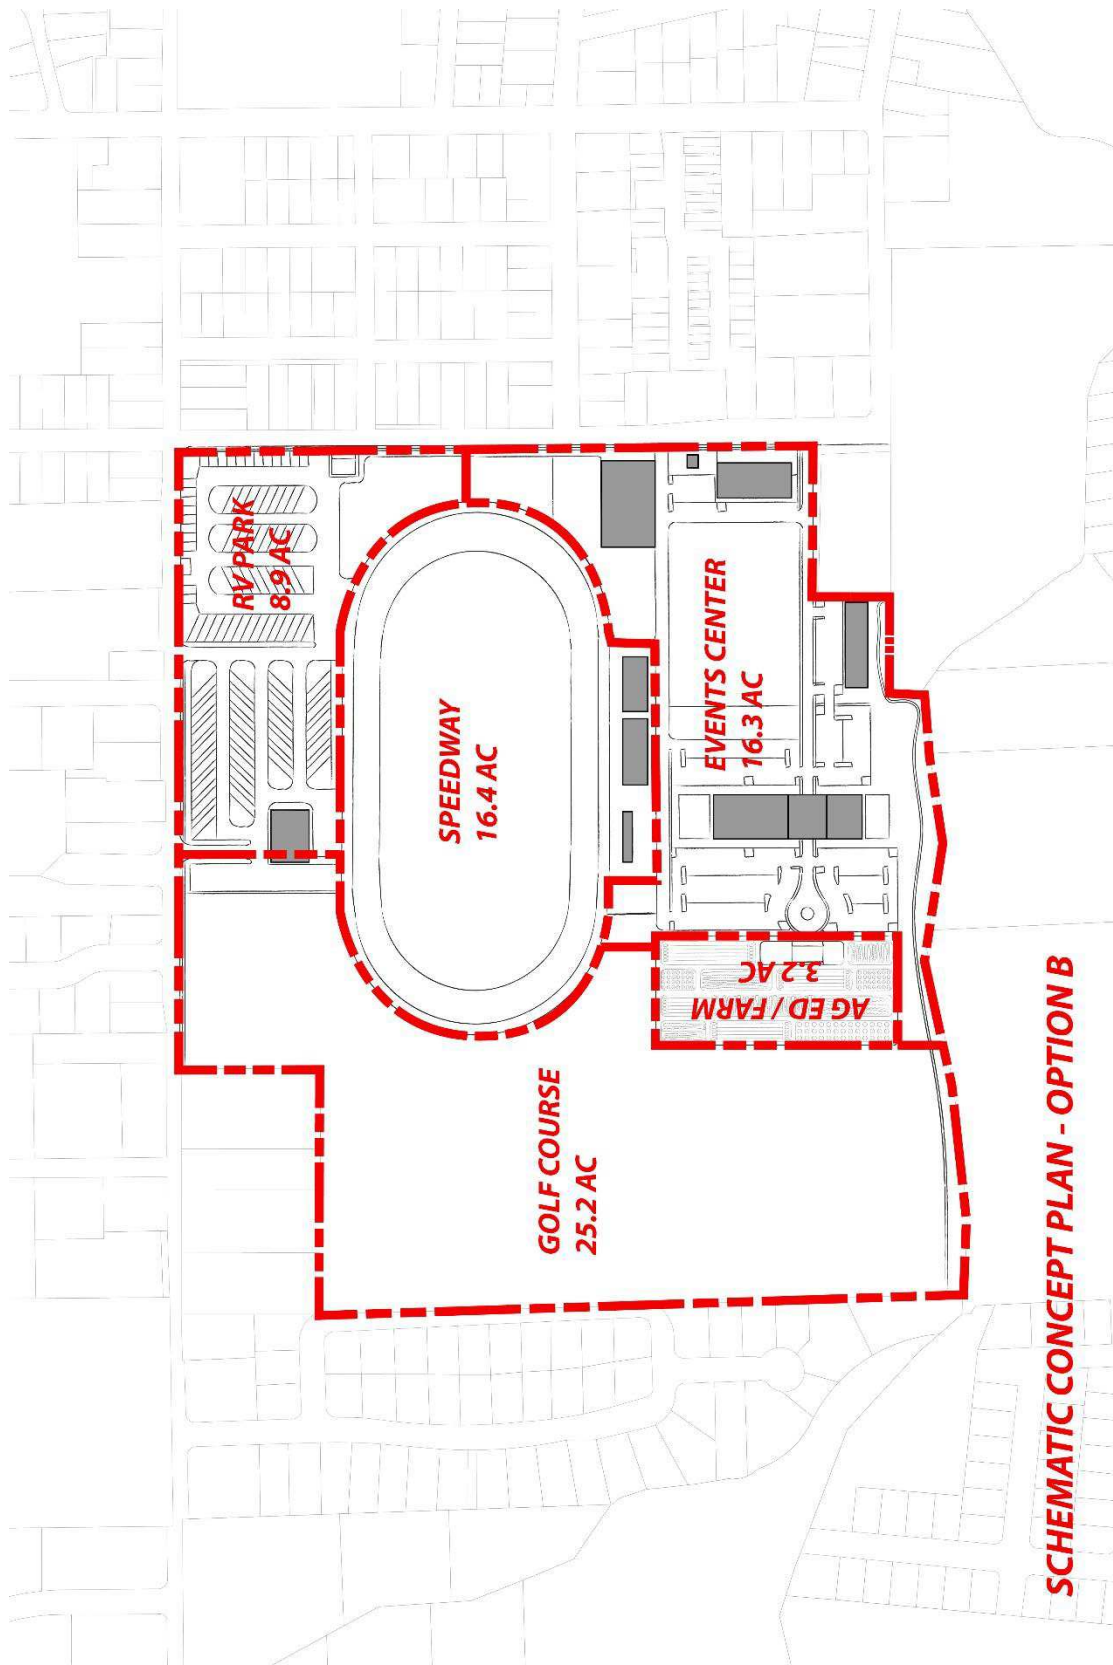 RV PARK
8.9 AC
SPEEDWAY
16.4 AC
EVENTS CENTER
16.3 AC
AG ED / FARM
3.2 AC
GOLF COURSE
25.2 AC
SCHEMATIC CONCEPT PLAN - OPTION B